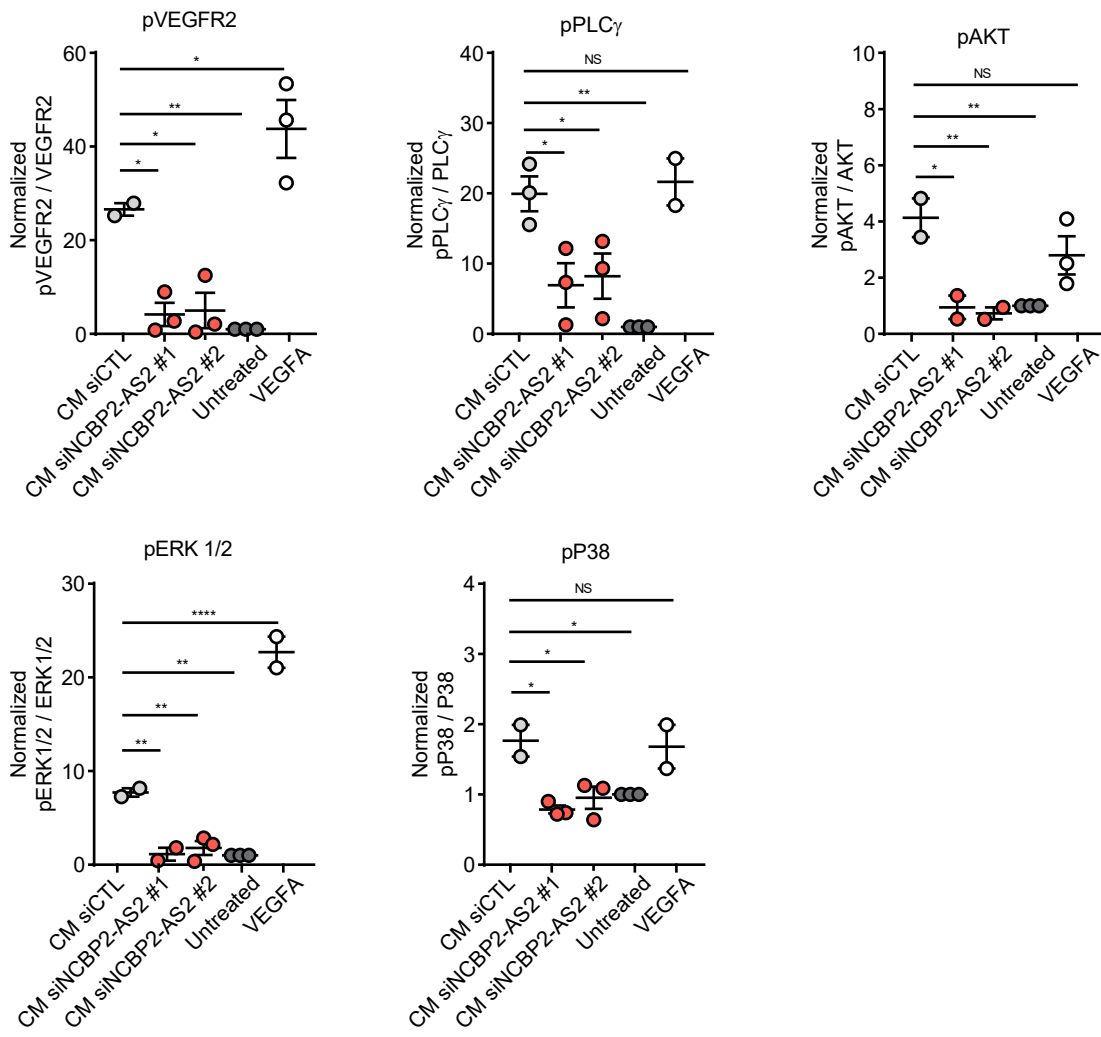 pVEGFR2
Normalized
pVEGFR2 / VEGFR2
60
40
20
0
*
**
*
*
CM siCTL
CM siNCBP2-AS2 #1
CM siNCBP2-AS2 #2
Untreated
VEGFA
pPLCγ
Normalized
pPLCγ / PLCγ
40
30
20
10
0
NS
**
*
*
CM siCTL
CM siNCBP2-AS2 #1
CM siNCBP2-AS2 #2
Untreated
VEGFA
pAKT
Normalized
pAKT / AKT
10
8
6
4
2
0
NS
**
**
*
CM siCTL
CM siNCBP2-AS2 #1
CM siNCBP2-AS2 #2
Untreated
VEGFA
pERK 1/2
Normalized
pERK1/2 / ERK1/2
30
20
10
0
****
**
**
**
CM siCTL
CM siNCBP2-AS2 #1
CM siNCBP2-AS2 #2
Untreated
VEGFA
pP38
Normalized
pP38 / P38
4
3
2
1
0
NS
*
*
*
CM siCTL
CM siNCBP2-AS2 #1
CM siNCBP2-AS2 #2
Untreated
VEGFA